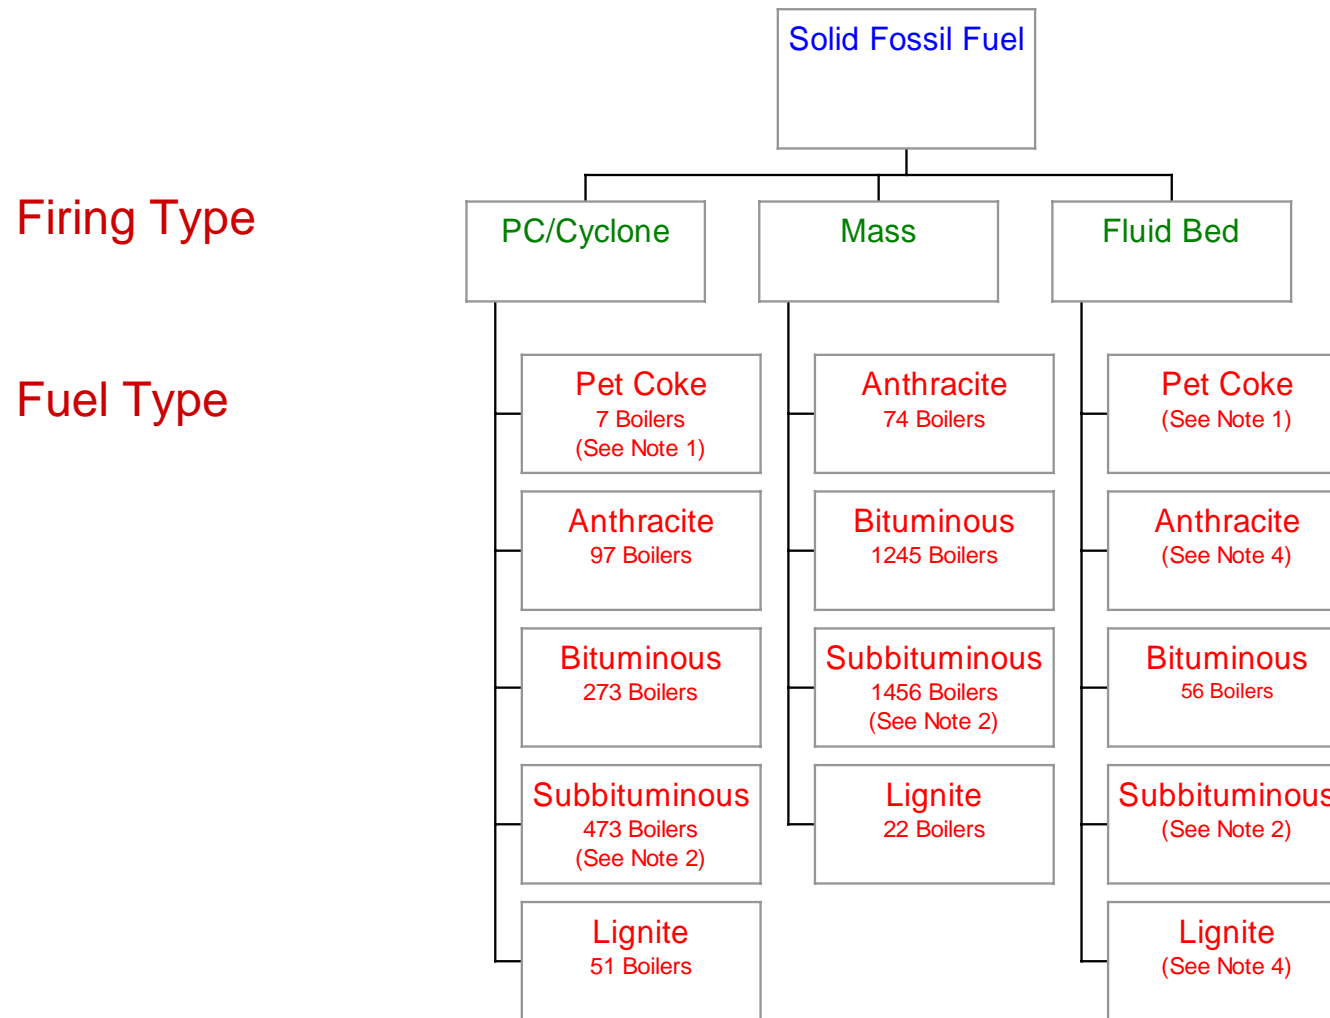 Solid Fossil Fuel
Firing Type
PC/Cyclone
Mass
Fluid Bed
Fuel Type
Pet Coke
7 Boilers
(See Note 1)
Anthracite
97 Boilers
Bituminous
273 Boilers
Subbituminous
473 Boilers
(See Note 2)
Lignite
51 Boilers
Anthracite
74 Boilers
Bituminous
1245 Boilers
Subbituminous
1456 Boilers
(See Note 2)
Lignite
22 Boilers
Pet Coke
(See Note 1)
Anthracite
(See Note 4)
Bituminous
56 Boilers
Subbituminous
(See Note 2)
Lignite
(See Note 4)